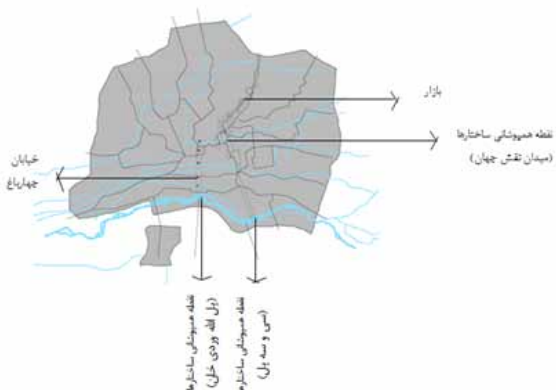 بازار
نقطه همپوشانی ساختارها
(میدان نقش جهان)
خیابان
چهارباغ
نقطه همپوشانی ساختارها
(پل الله وردی خان)
نقطه همپوشانی ساختارها
(سی و سه پل)